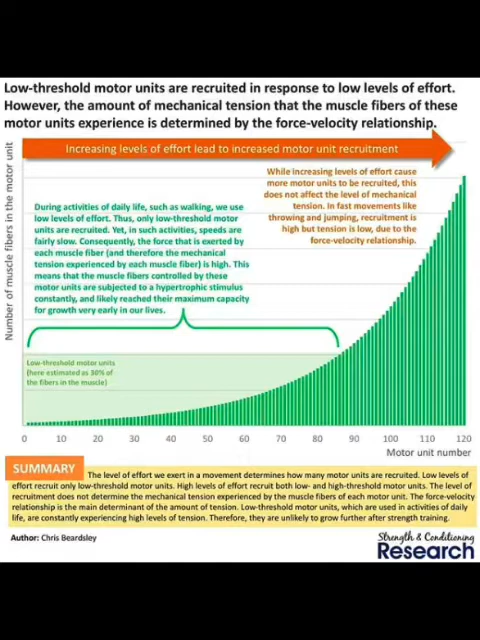 Low-threshold motor units are recruited in response to low levels of effort.
However, the amount of mechanical tension that the muscle fibers of these
motor units experience is determined by the force-velocity relationship.
Increasing levels of effort lead to increased motor unit recruitment
While increasing levels of effort cause
more motor units to be recruited, this
does not affect the level of mechanical
tension. In fast movements like
throwing and jumping, recruitment is
high but tension is low, due to the
force-velocity relationship.
During activities of daily life, such as walking, we use
low levels of effort. Thus, only low-threshold motor
units are recruited. Yet, in such activities, speeds are
fairly slow. Consequently, the force that is exerted by
each muscle fiber (and therefore the mechanical
tension experienced by each muscle fiber) is high. This
means that the muscle fibers controlled by these
motor units are subjected to a hypertrophic stimulus
constantly, and likely reached their maximum capacity
for growth very early in our lives.
Number of muscle fibers in the motor unit
Low-threshold motor units
(here estimated as 30% of
the fibers in the muscle)
0 10 20 30 40 50 60 70 80 90 100 110 120
Motor unit number
SUMMARY
The level of effort we exert in a movement determines how many motor units are recruited. Low levels of
effort recruit only low-threshold motor units. High levels of effort recruit both low- and high-threshold motor units. The level of
recruitment does not determine the mechanical tension experienced by the muscle fibers of each motor unit. The force-velocity
relationship is the main determinant of the amount of tension. Low-threshold motor units, which are used in activities of daily
life, are constantly experiencing high levels of tension. Therefore, they are unlikely to grow further after strength training.
Author: Chris Beardsley
Strength & Conditioning
Research